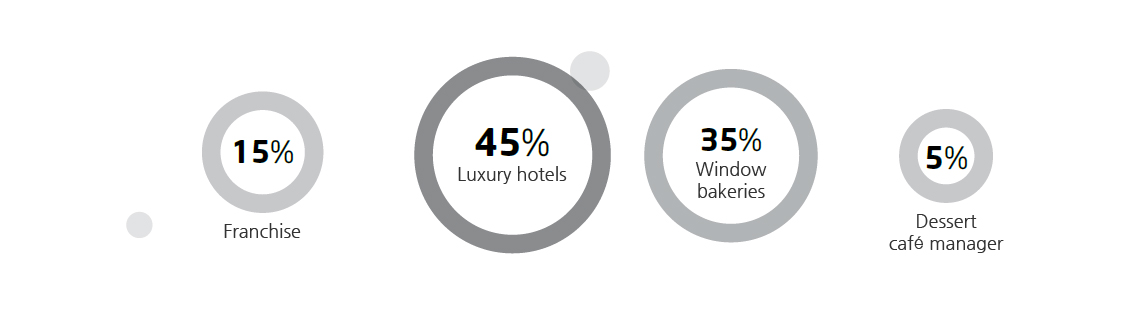 15%
Franchise
45%
Luxury hotels
35%
Window
bakeries
5%
Dessert
café manager